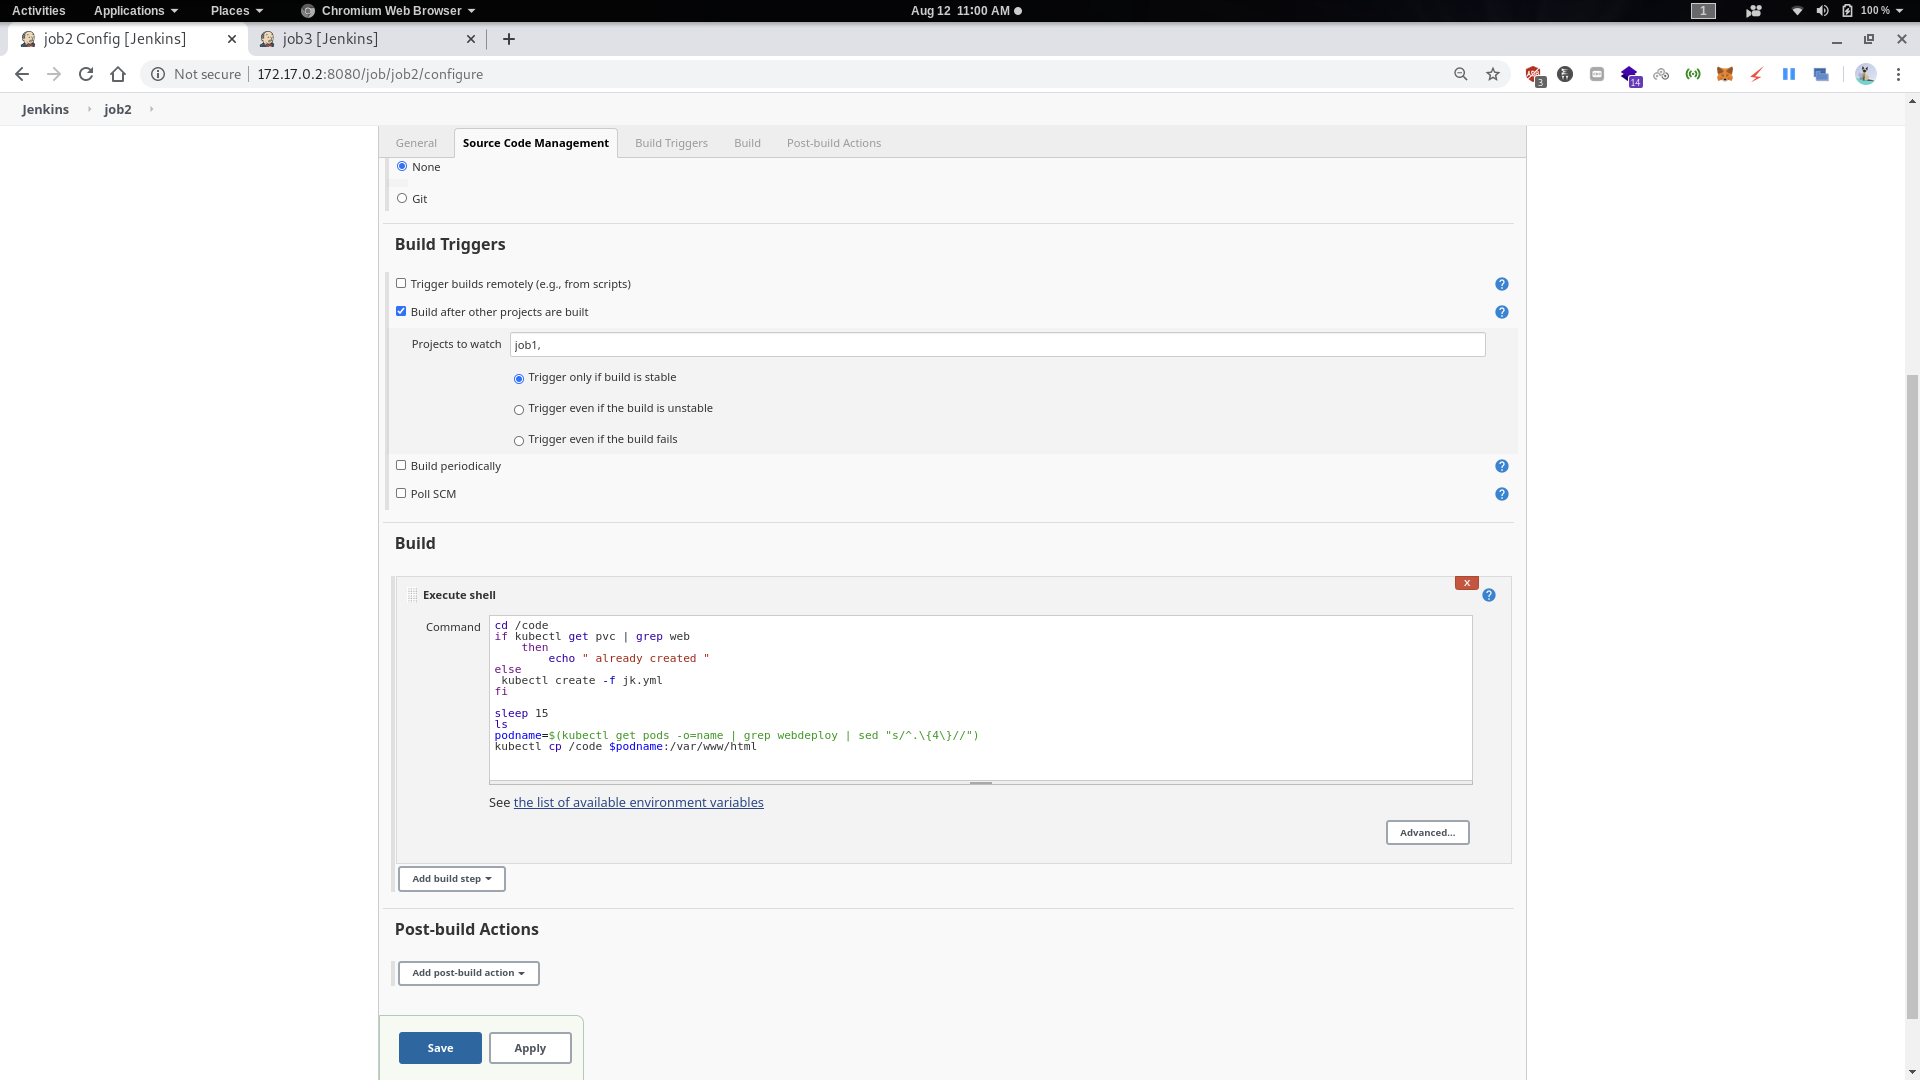 Activities Applications Places Chromium Web Browser Aug 12 11:00 AM 1 100 %
job2 Config [Jenkins] job3 [Jenkins]
Not secure 172.17.0.2:8080/job/job2/configure 3 14
Jenkins job2
General Source Code Management Build Triggers Build Post-build Actions
None
Git
Build Triggers
Trigger builds remotely (e.g., from scripts) ?
Build after other projects are built ?
Projects to watch job1,
Trigger only if build is stable
Trigger even if the build is unstable
Trigger even if the build fails
Build periodically ?
Poll SCM ?
Build
X
Execute shell ?
Command cd /code
if kubectl get pvc | grep web
then
echo " already created "
else
kubectl create -f jk.yml
fi
sleep 15
ls
podname=$(kubectl get pods -o=name | grep webdeploy | sed "s/^.\{4\}//")
kubectl cp /code $podname:/var/www/html
See the list of available environment variables
Advanced...
Add build step
Post-build Actions
Add post-build action
Save Apply